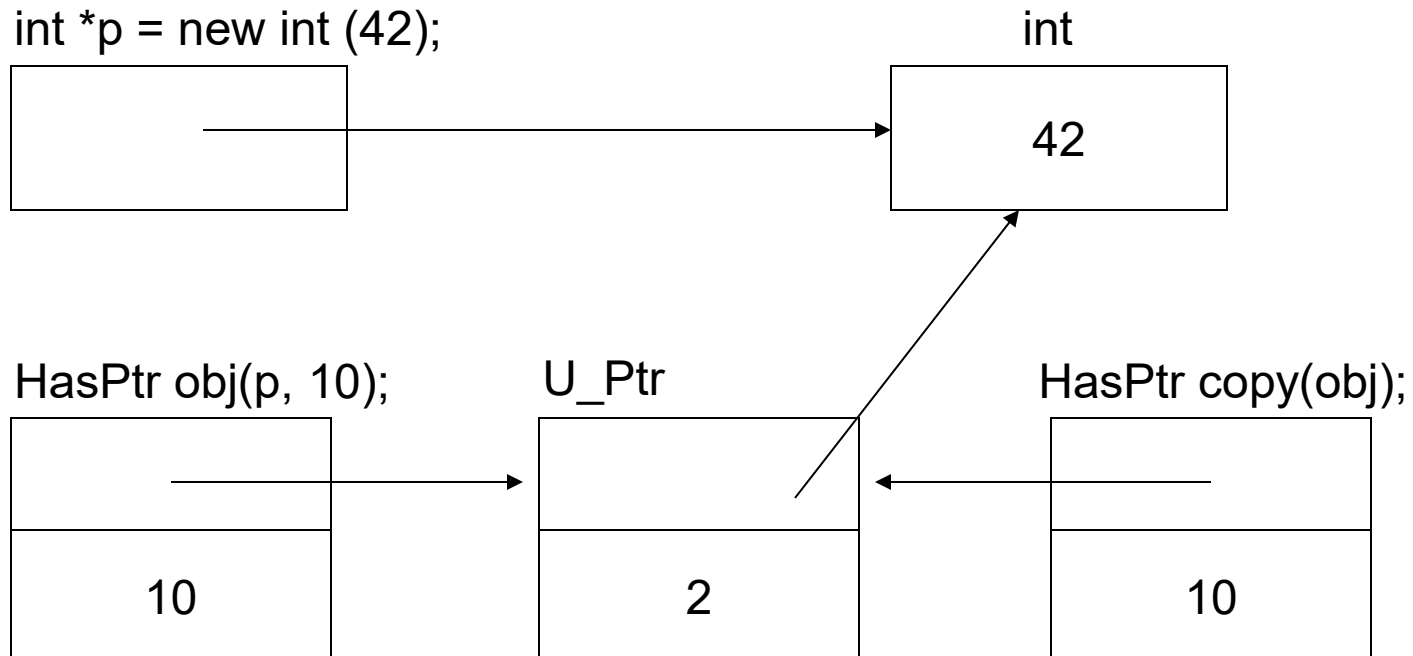 int *p = new int (42);
int
42
HasPtr obj(p, 10);
U_Ptr
HasPtr copy(obj);
10
2
10